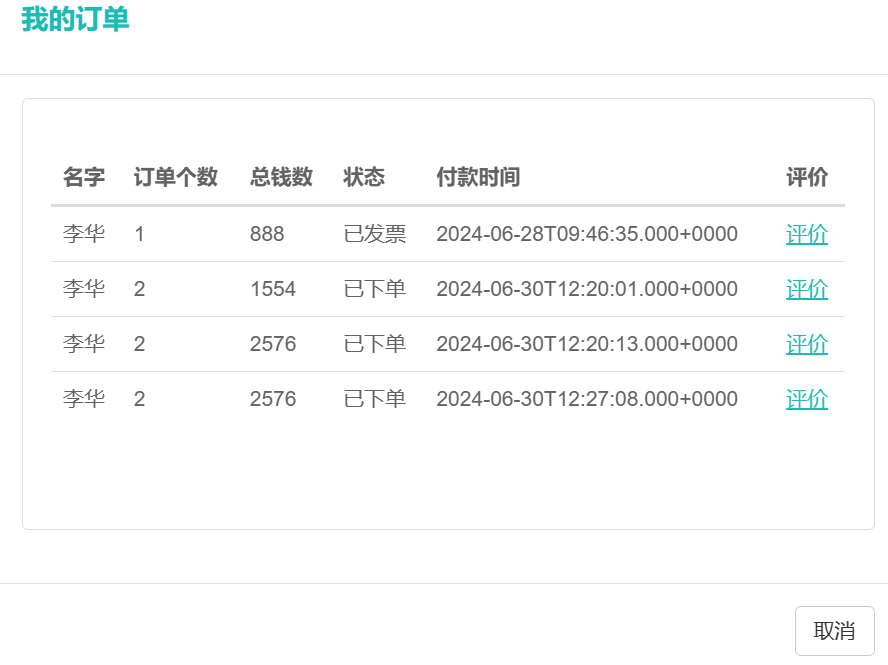 我的订单
名字 订单个数 总钱数 状态 付款时间 评价
李华 1 888 已发票 2024-06-28T09:46:35.000+0000 评价
李华 2 1554 已下单 2024-06-30T12:20:01.000+0000 评价
李华 2 2576 已下单 2024-06-30T12:20:13.000+0000 评价
李华 2 2576 已下单 2024-06-30T12:27:08.000+0000 评价
取消